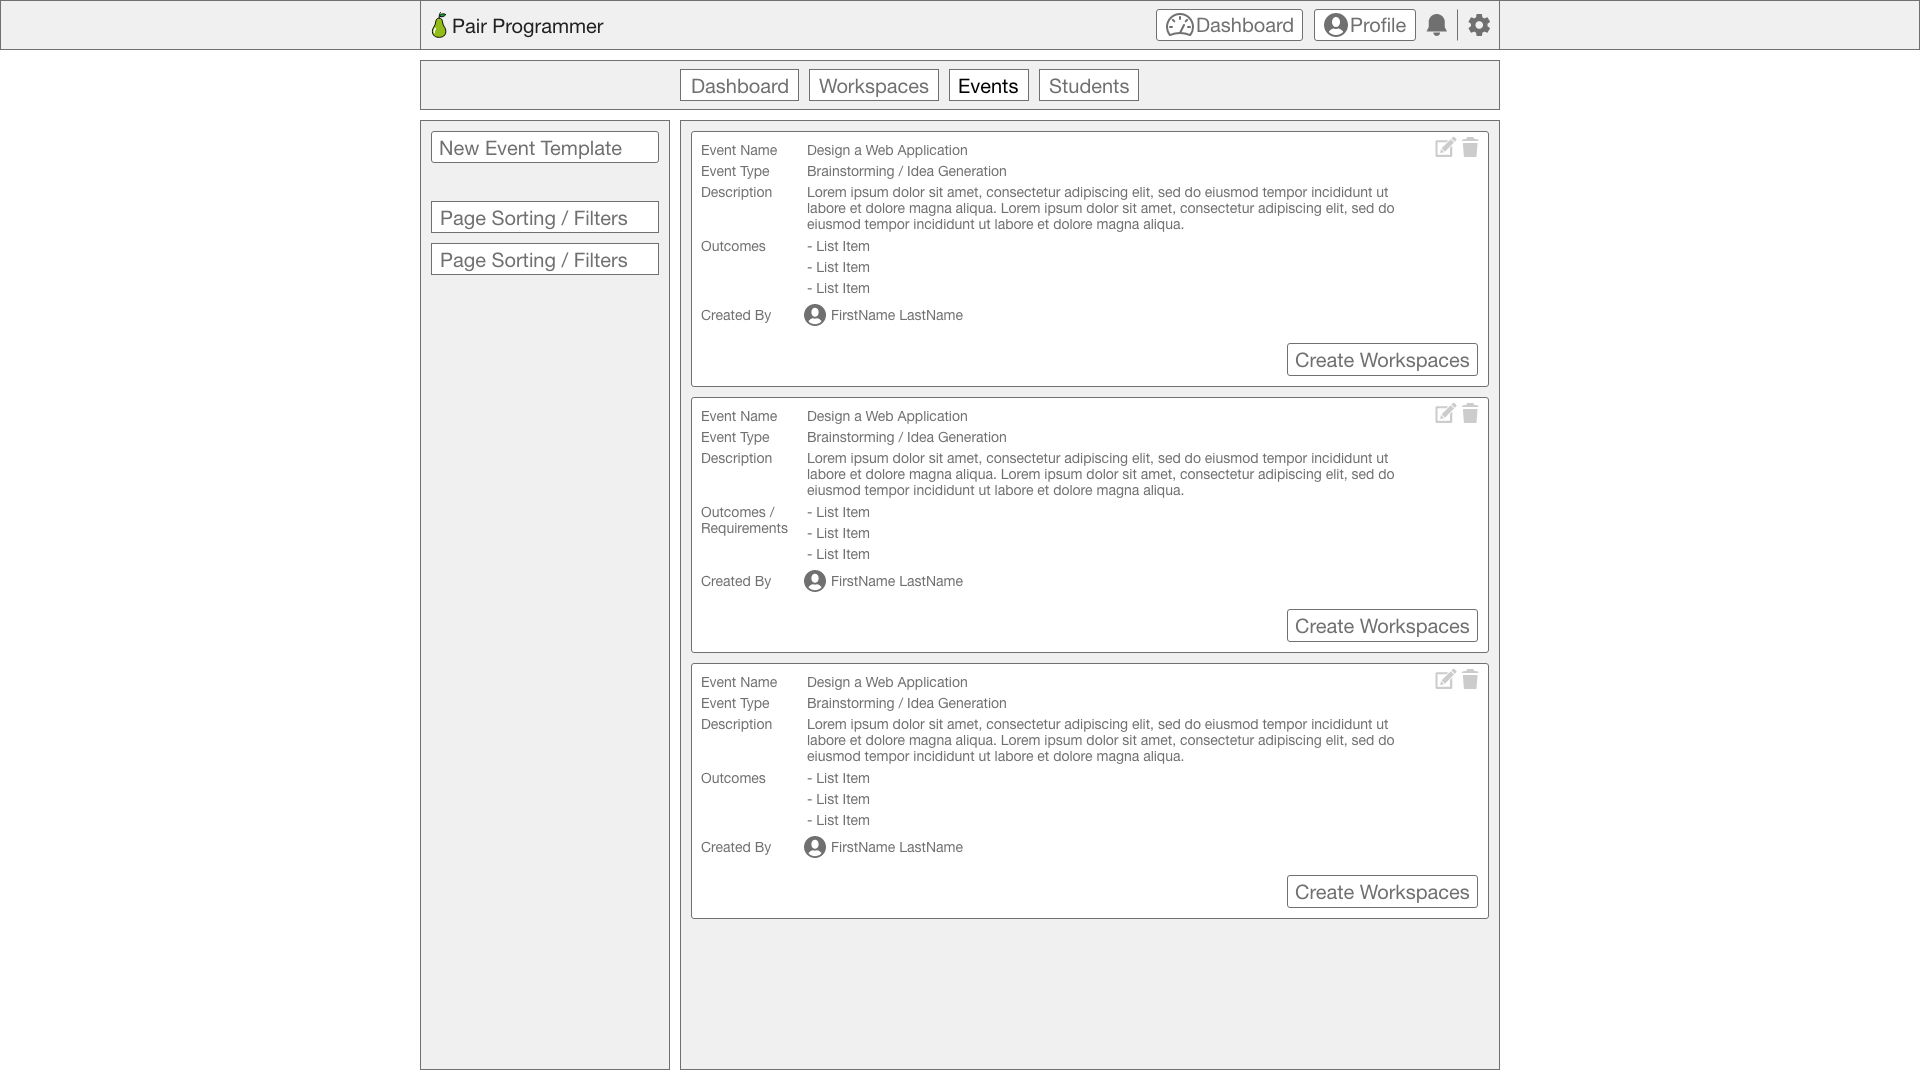 Pair Programmer
Dashboard Profile
Dashboard Workspaces Events Students
New Event Template
Page Sorting / Filters
Page Sorting / Filters
Event Name Design a Web Application
Event Type Brainstorming / Idea Generation
Description Lorem ipsum dolor sit amet, consectetur adipiscing elit, sed do eiusmod tempor incididunt ut
labore et dolore magna aliqua. Lorem ipsum dolor sit amet, consectetur adipiscing elit, sed do
eiusmod tempor incididunt ut labore et dolore magna aliqua.
Outcomes - List Item
- List Item
- List Item
Created By FirstName LastName
Create Workspaces
Event Name Design a Web Application
Event Type Brainstorming / Idea Generation
Description Lorem ipsum dolor sit amet, consectetur adipiscing elit, sed do eiusmod tempor incididunt ut
labore et dolore magna aliqua. Lorem ipsum dolor sit amet, consectetur adipiscing elit, sed do
eiusmod tempor incididunt ut labore et dolore magna aliqua.
Outcomes / - List Item
Requirements - List Item
- List Item
Created By FirstName LastName
Create Workspaces
Event Name Design a Web Application
Event Type Brainstorming / Idea Generation
Description Lorem ipsum dolor sit amet, consectetur adipiscing elit, sed do eiusmod tempor incididunt ut
labore et dolore magna aliqua. Lorem ipsum dolor sit amet, consectetur adipiscing elit, sed do
eiusmod tempor incididunt ut labore et dolore magna aliqua.
Outcomes - List Item
- List Item
- List Item
Created By FirstName LastName
Create Workspaces